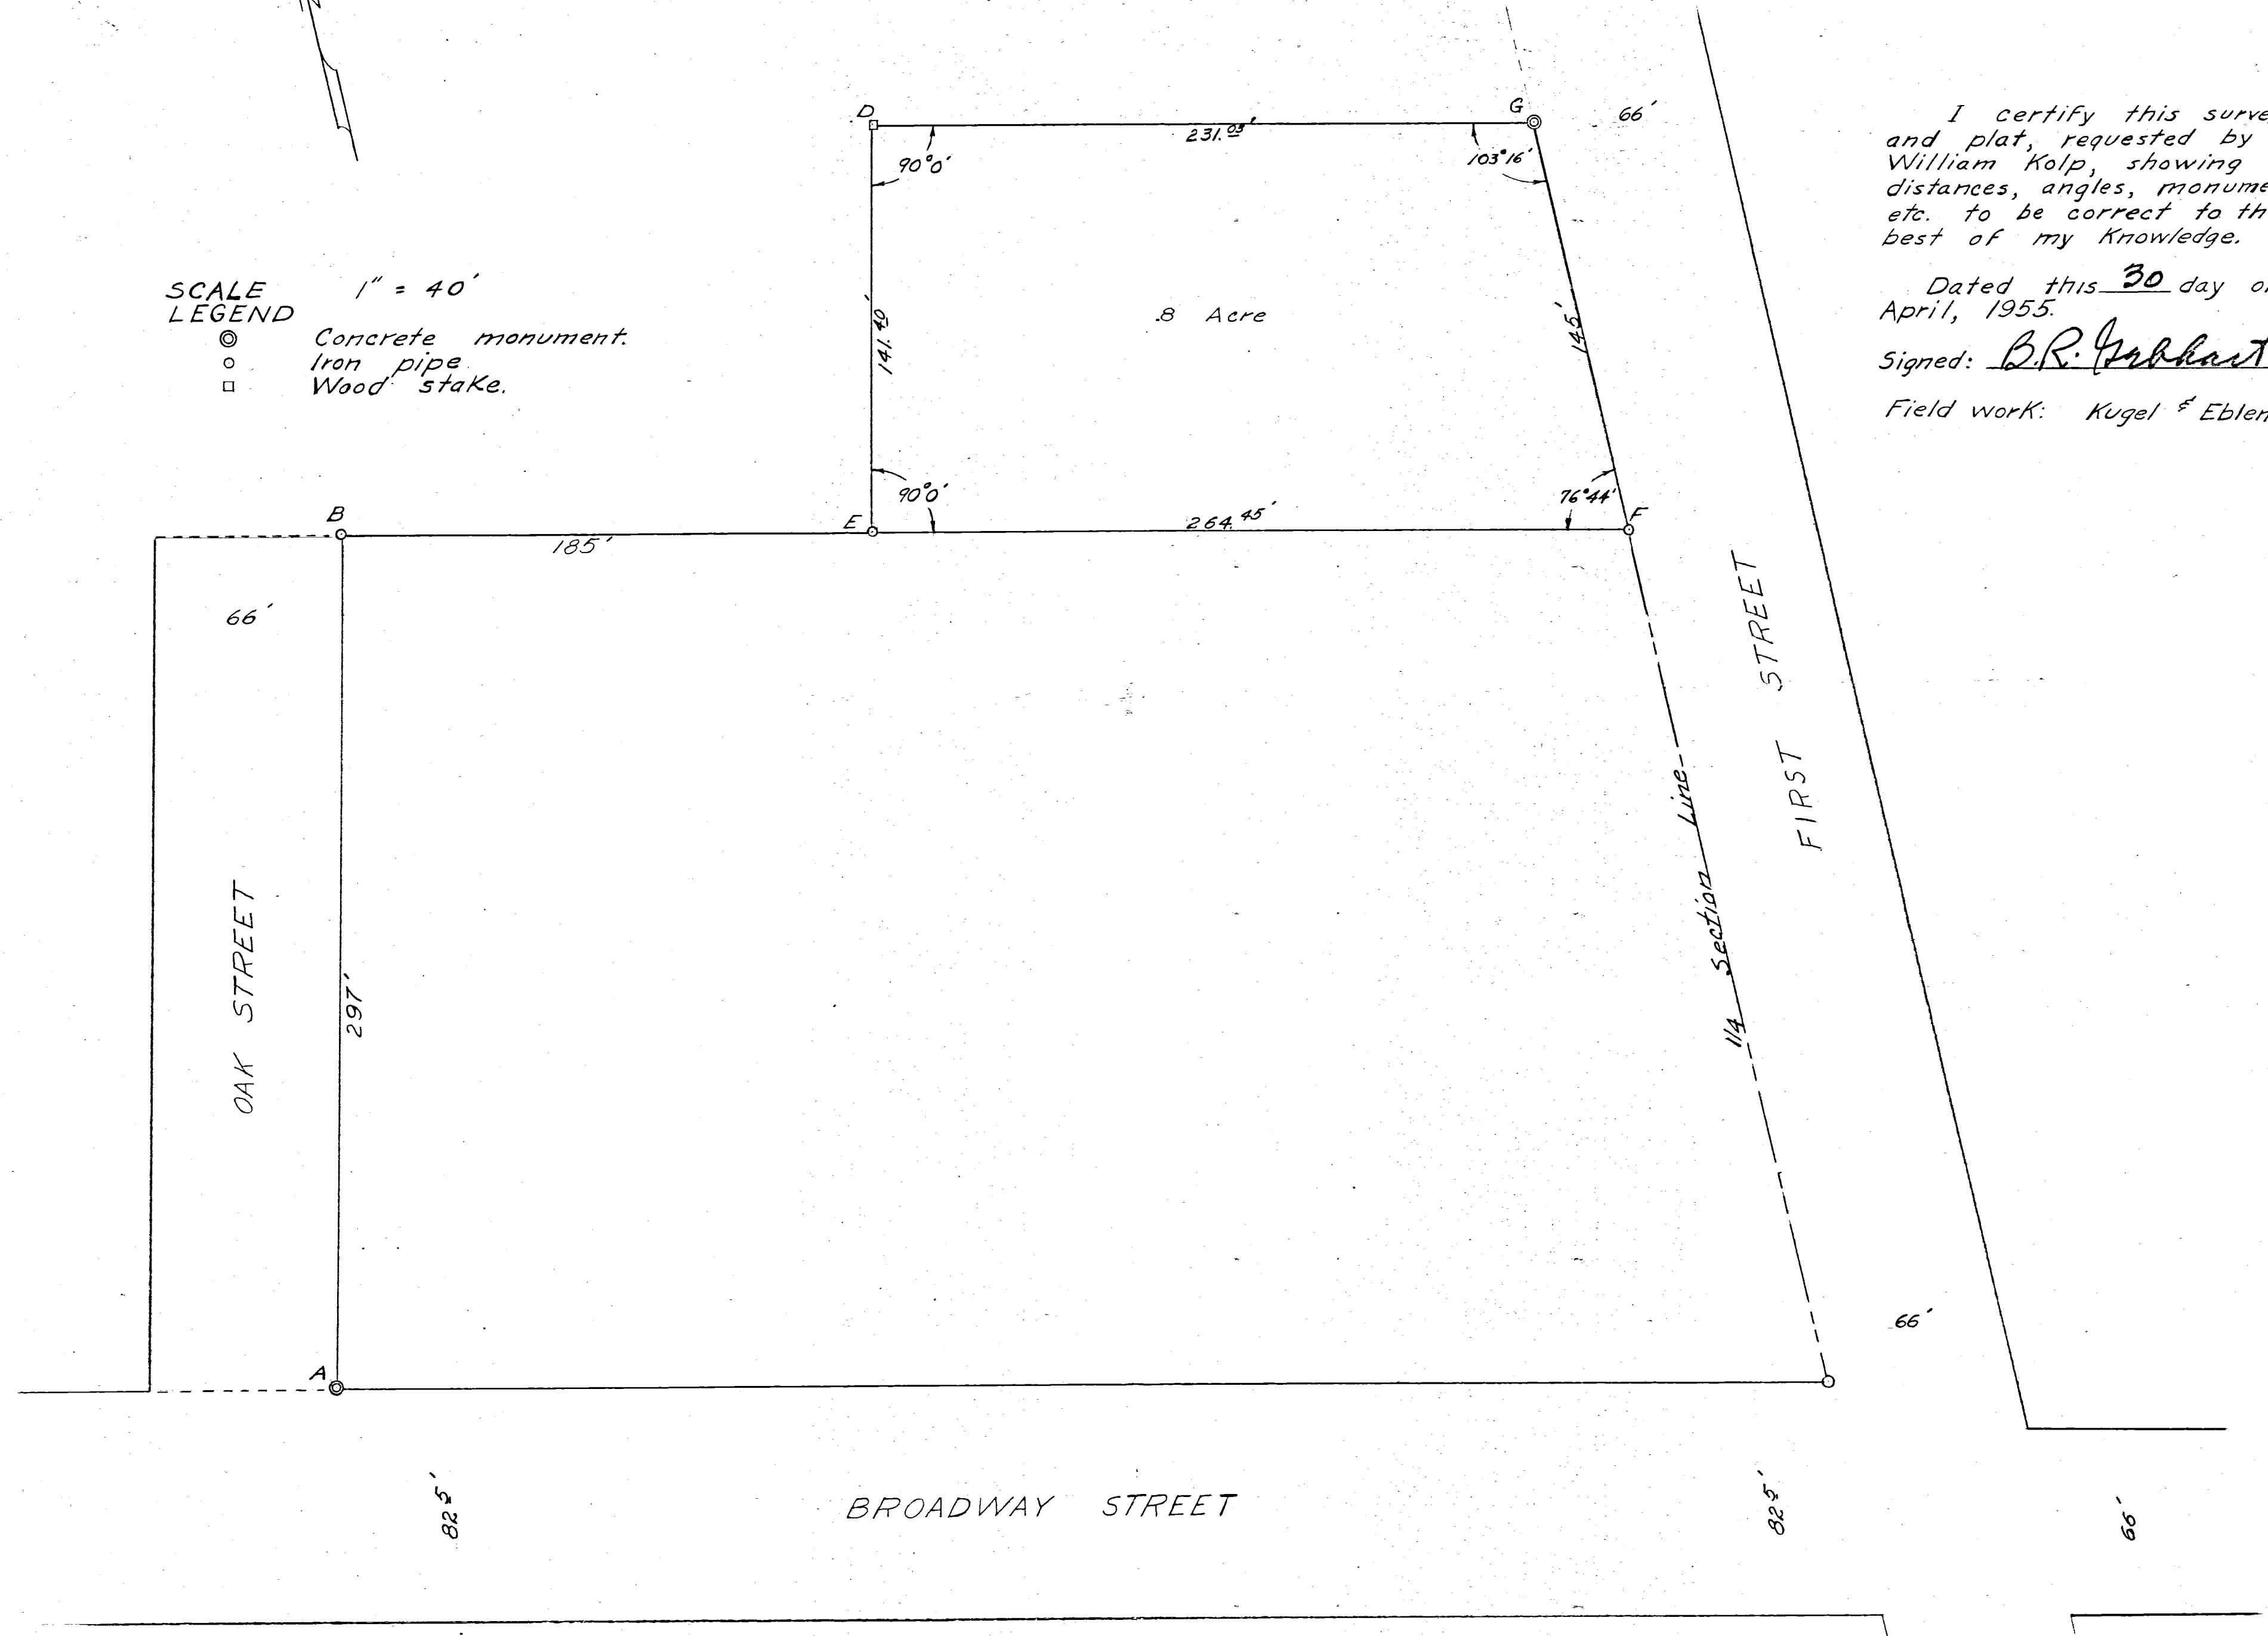 D
G
66'
231.03'
90°0'
103°16'
I certify this surve
and plat, requested by
William Kolp, showing
distances, angles, monume
etc. to be correct to th
best of my Knowledge.
Dated this 30 day o
April, 1955.
Signed: B.R. Gebhart
Field work: Kugel & Eblen
SCALE 1" = 40'
LEGEND
Concrete monument.
Iron pipe
Wood stake.
141.40'
.8 Acre
145'
90°0'
76°44'
B
E
F
185'
264.45'
66'
OAK STREET
297'
1/4 Section Line
FIRST STREET
A
66'
82.5'
BROADWAY STREET
82.5'
66'